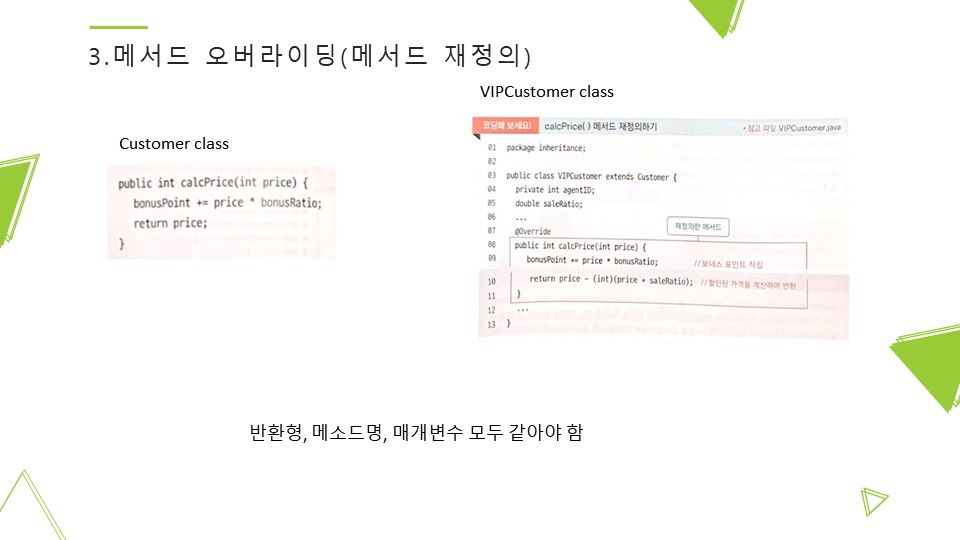 3.메서드 오버라이딩(메서드 재정의)
Customer class
public int calcPrice(int price) {
bonusPoint += price * bonusRatio;
return price;
}
VIPCustomer class
코딩해 보세요! calcPrice( ) 메서드 재정의하기 • 참고 파일 VIPCustomer.java
01 package inheritance;
02
03 public class VIPCustomer extends Customer {
04 private int agentID;
05 double saleRatio;
06 ...
07 @Override
재정의한 메서드
08 public int calcPrice(int price) {
09 bonusPoint += price * bonusRatio; //보너스 포인트 적립
10 return price - (int)(price * saleRatio); //할인된 가격을 계산하여 반환
11 }
12 ...
13 }
반환형, 메소드명, 매개변수 모두 같아야 함